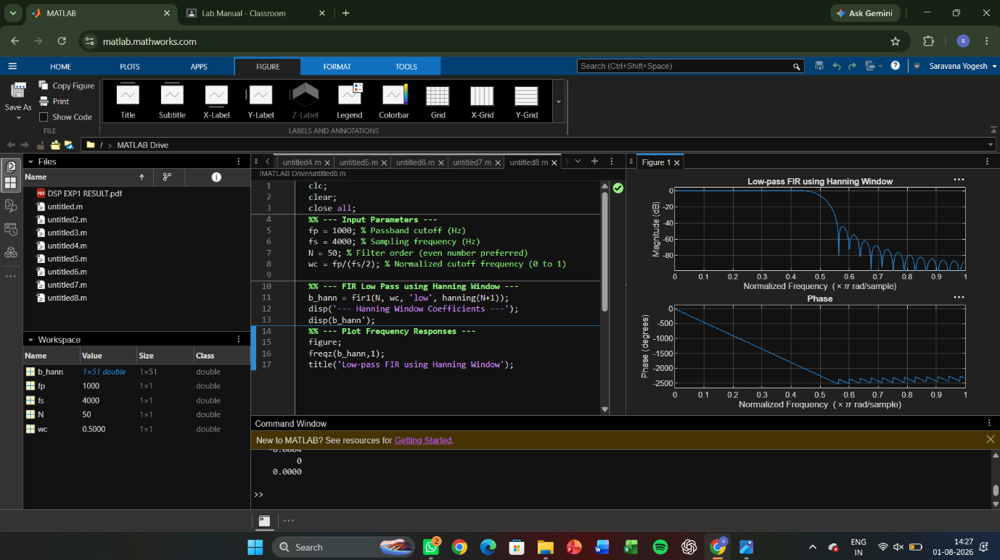 MATLAB
Lab Manual - Classroom
Ask Gemini
matlab.mathworks.com
S
HOME PLOTS APPS FIGURE FORMAT TOOLS
Search (Ctrl+Shift+Space)
Saravana Yogesh
Save As
Copy Figure
Print
Show Code
FILE
Title Subtitle X-Label Y-Label Z-Label Legend Colorbar Grid X-Grid Y-Grid
LABELS AND ANNOTATIONS
/ > MATLAB Drive
Files
Name
DSP EXP1 RESULT.pdf
untitled.m
untitled2.m
untitled3.m
untitled4.m
untitled5.m
untitled6.m
untitled7.m
untitled8.m
Workspace
Name Value Size Class
b_hann 1×51 double 1×51 double
fp 1000 1×1 double
fs 4000 1×1 double
N 50 1×1 double
wc 0.5000 1×1 double
untitled4.m untitled5.m untitled6.m untitled7.m untitled8.m
/MATLAB Drive/untitled8.m
1 clc;
2 clear;
3 close all;
4 %% --- Input Parameters ---
5 fp = 1000; % Passband cutoff (Hz)
6 fs = 4000; % Sampling frequency (Hz)
7 N = 50; % Filter order (even number preferred)
8 wc = fp/(fs/2); % Normalized cutoff frequency (0 to 1)
9
10 %% --- FIR Low Pass using Hanning Window ---
11 b_hann = fir1(N, wc, 'low', hanning(N+1));
12 disp('--- Hanning Window Coefficients ---');
13 disp(b_hann');
14 %% --- Plot Frequency Responses ---
15 figure;
16 freqz(b_hann,1);
17 title('Low-pass FIR using Hanning Window');
Figure 1
Low-pass FIR using Hanning Window
Magnitude (dB)
0
-20
-40
-60
-80
0 0.1 0.2 0.3 0.4 0.5 0.6 0.7 0.8 0.9 1
Normalized Frequency (×π rad/sample)
Phase
Phase (degrees)
0
-500
-1000
-1500
-2000
-2500
0 0.1 0.2 0.3 0.4 0.5 0.6 0.7 0.8 0.9 1
Normalized Frequency (×π rad/sample)
Command Window
New to MATLAB? See resources for Getting Started.
-0.0004
0
0.0000
>>
Search
2
ENG
IN
14:27
01-08-2026